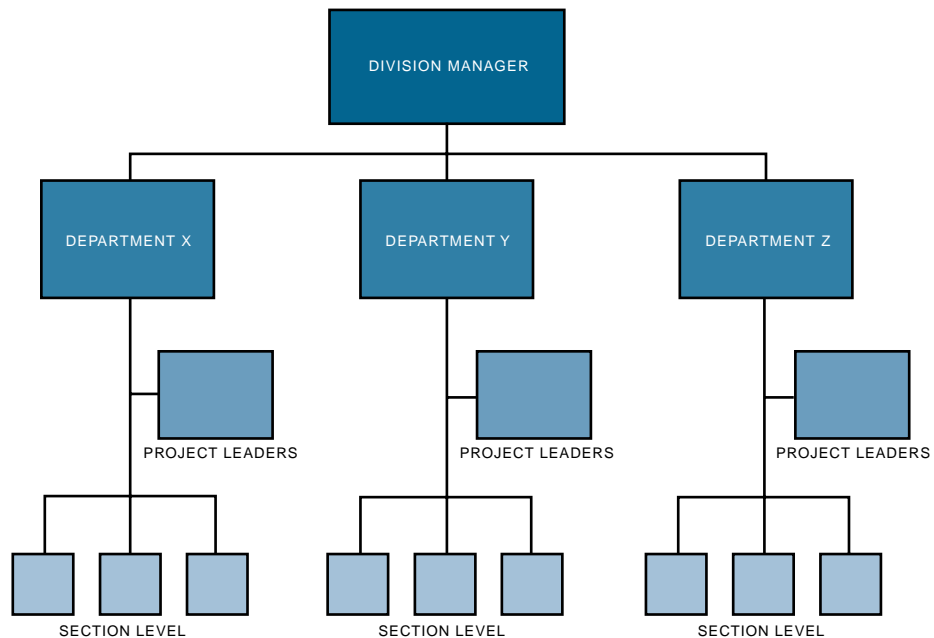 DIVISION MANAGER
DEPARTMENT X
DEPARTMENT Y
DEPARTMENT Z
PROJECT LEADERS
PROJECT LEADERS
PROJECT LEADERS
SECTION LEVEL
SECTION LEVEL
SECTION LEVEL